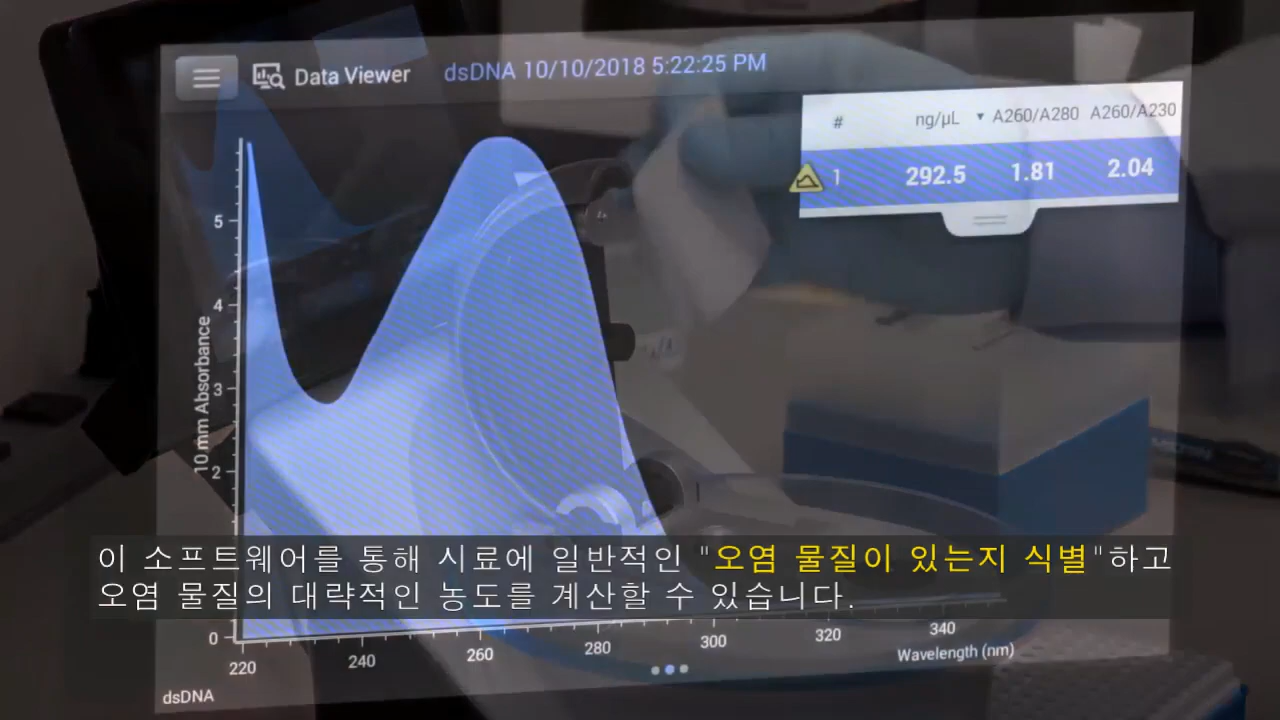 Data Viewer
dsDNA 10/10/2018 5:22:25 PM
# ng/µL ▼ A260/A280 A260/A230
1 292.5 1.81 2.04
5
4
3
2
0
10 mm Absorbance
220 240 260 280 300 320 340
Wavelength (nm)
dsDNA
이 소프트웨어를 통해 시료에 일반적인 "오염 물질이 있는지 식별"하고
오염 물질의 대략적인 농도를 계산할 수 있습니다.